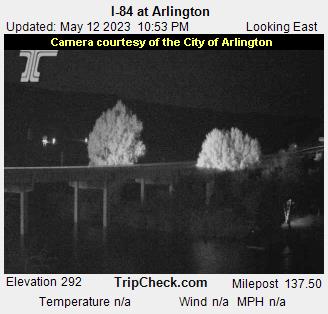 I-84 at Arlington
Updated: May 12 2023 10:53 PM Looking East
Camera courtesy of the City of Arlington
Elevation 292 TripCheck.com Milepost 137.50
Temperature n/a Wind n/a MPH n/a